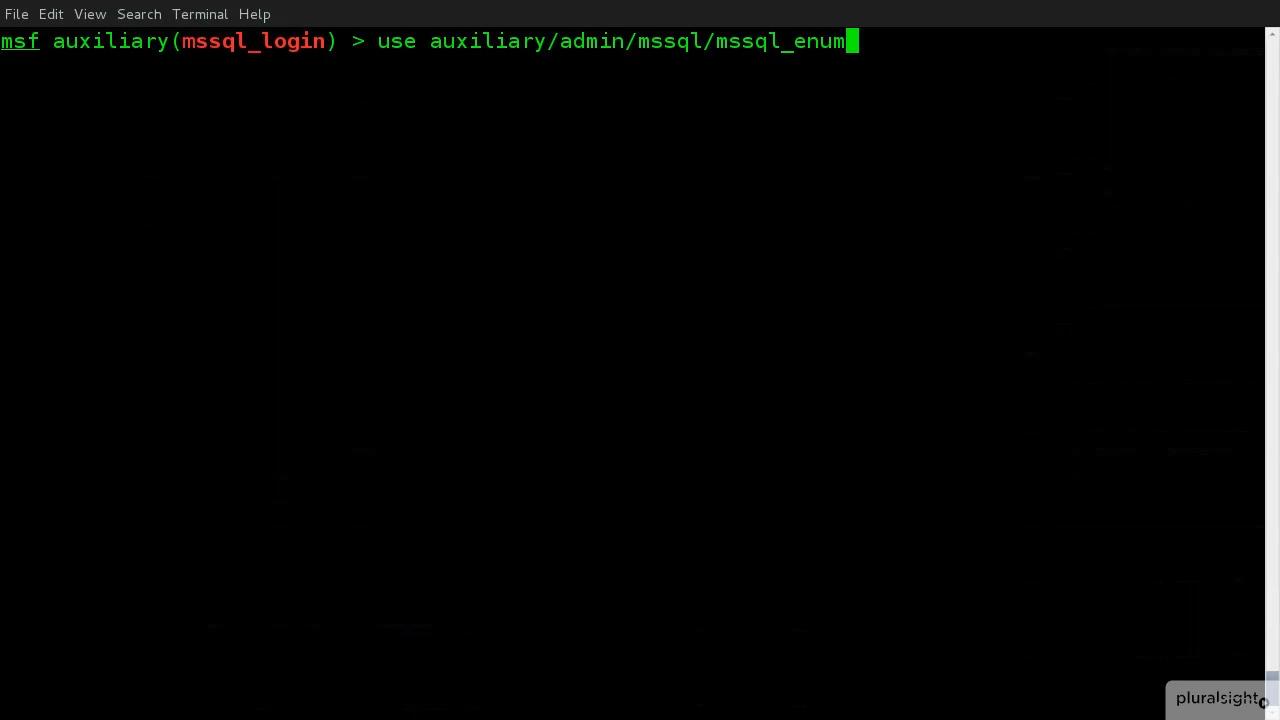 File Edit View Search Terminal Help
msf auxiliary(mssql_login) > use auxiliary/admin/mssql/mssql_enum
pluralsight